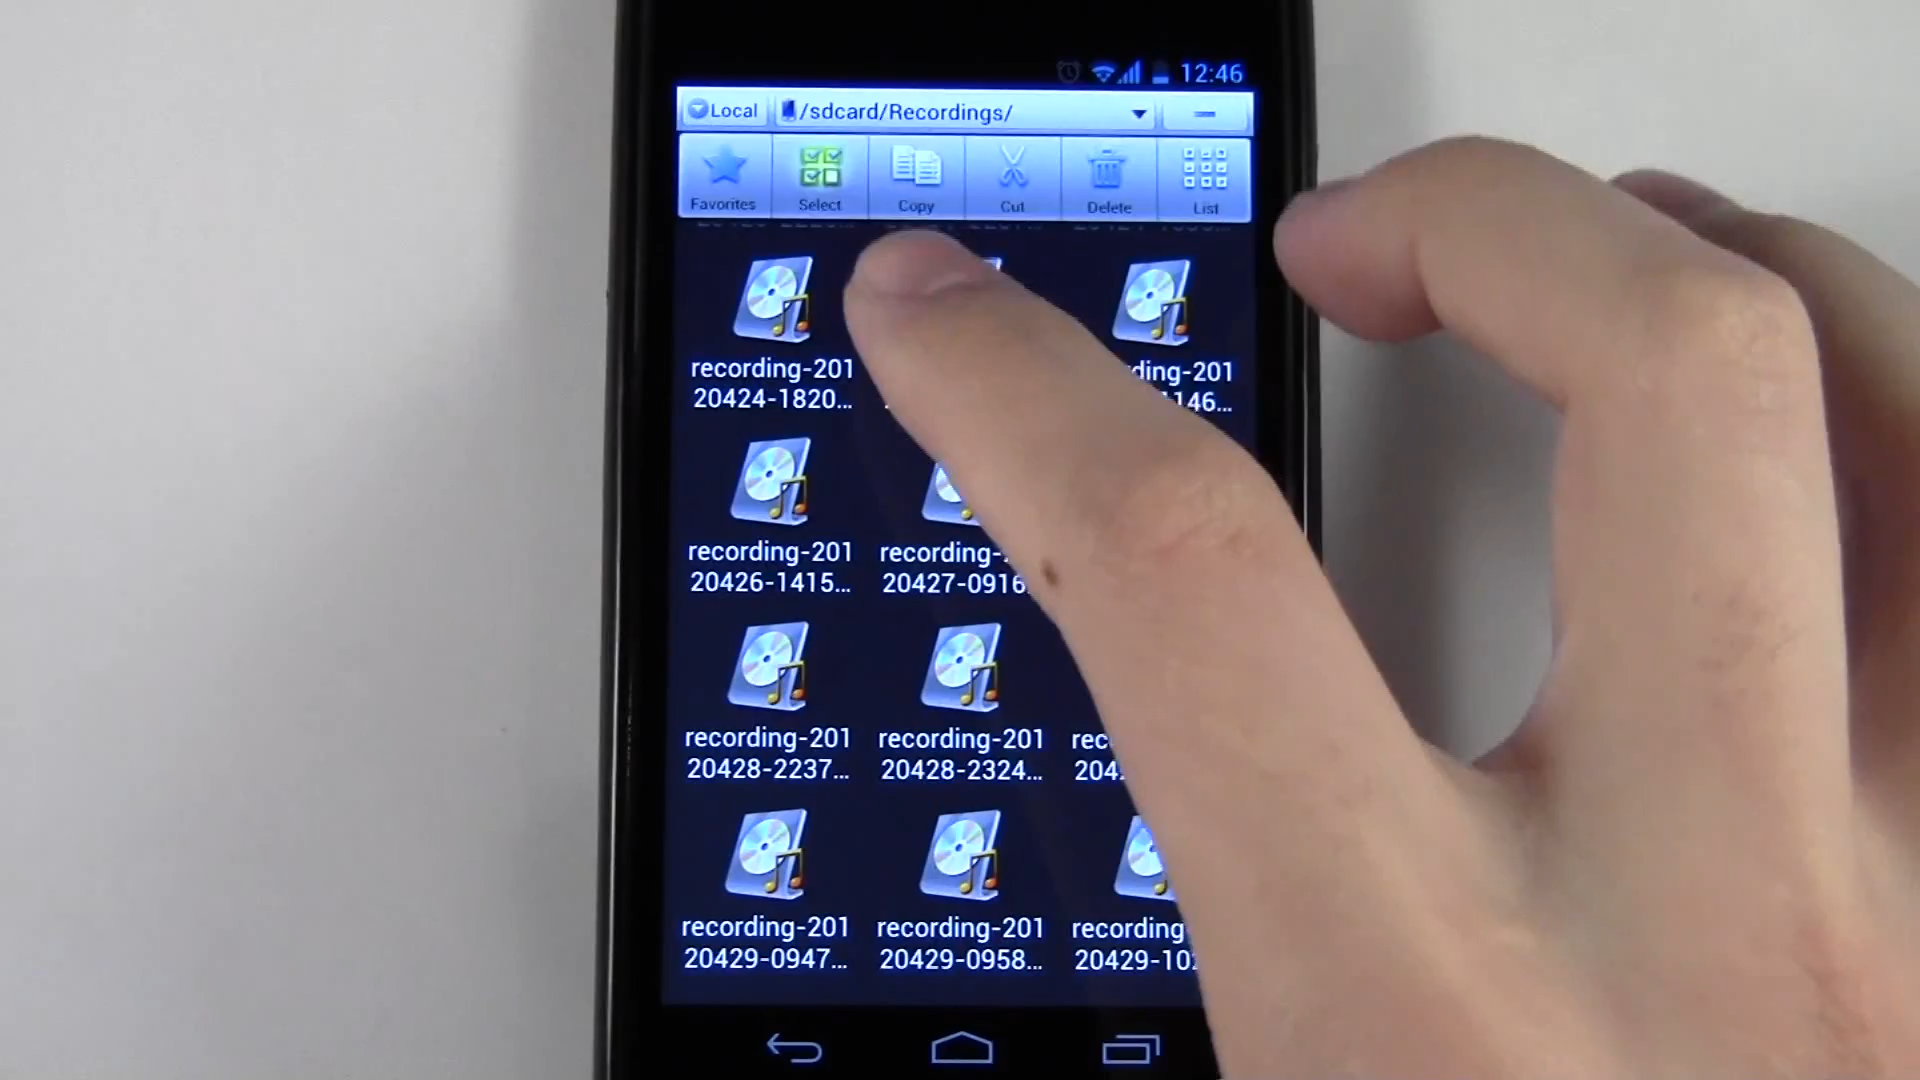 12:46
Local /sdcard/Recordings/
Favorites Select Copy Cut Delete List
recording-201 ding-201
20424-1820... 146...
recording-201 recording-
20426-1415... 20427-0916
recording-201 recording-201 rec
20428-2237... 20428-2324... 204
recording-201 recording-201 recording
20429-0947... 20429-0958... 20429-10